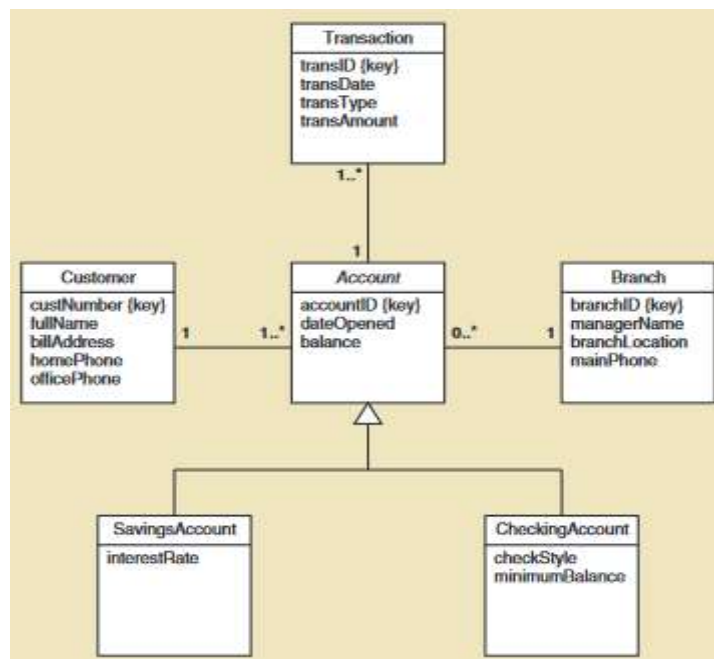 Transaction
transID {key}
transDate
transType
transAmount
1..*
1
Customer
custNumber {key}
fullName
billAddress
homePhone
officePhone
1
1..*
Account
accountID {key}
dateOpened
balance
0..*
1
Branch
branchID {key}
managerName
branchLocation
mainPhone
SavingsAccount
interestRate
CheckingAccount
checkStyle
minimumBalance